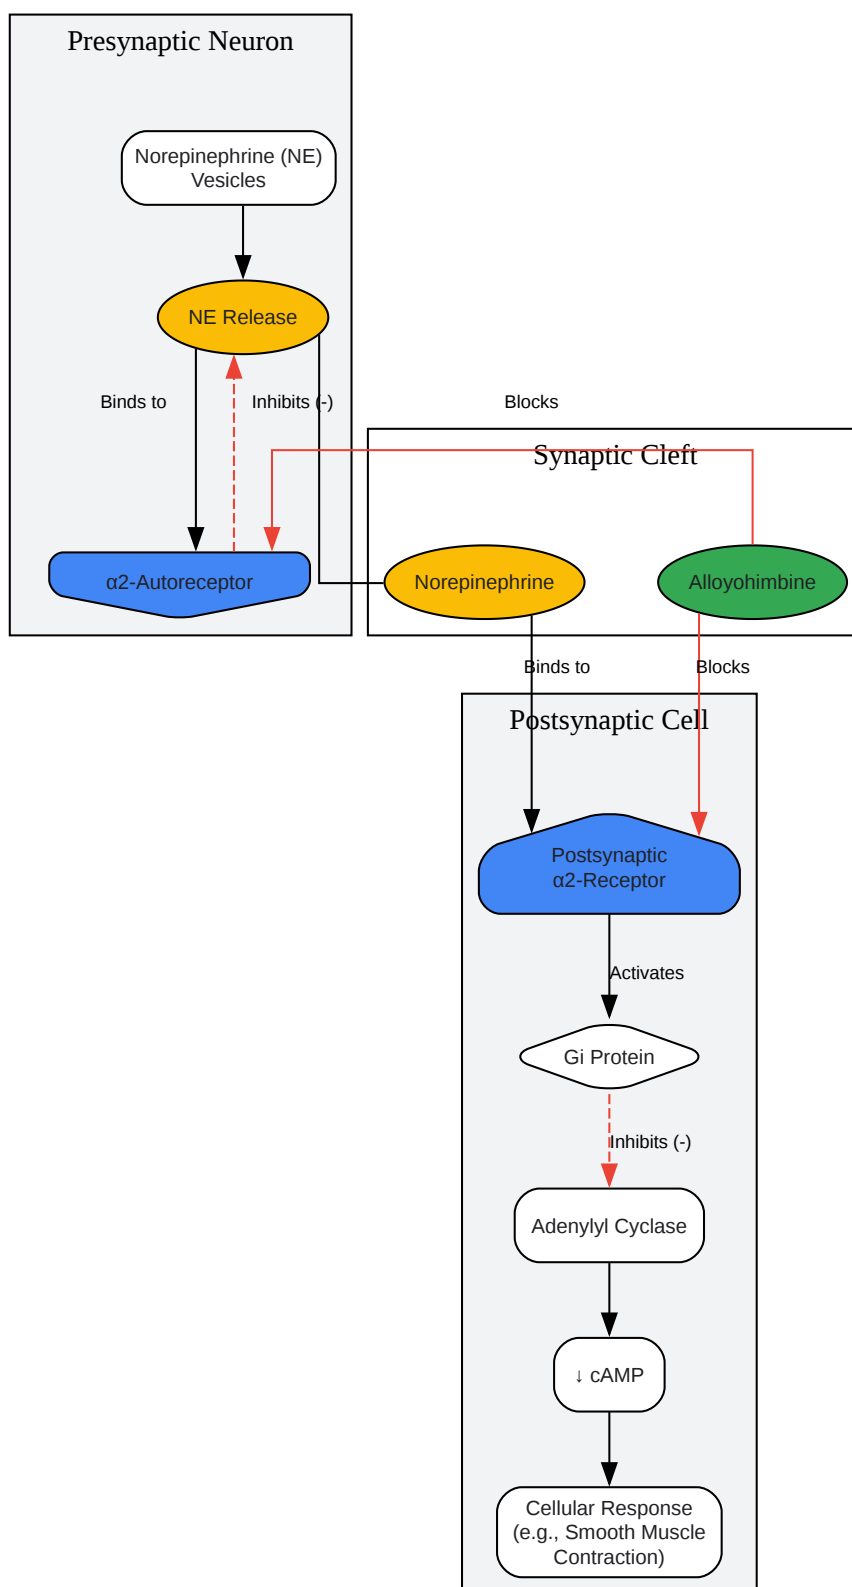 Presynaptic Neuron
Norepinephrine (NE)
Vesicles
NE Release
Binds to
Inhibits (-)
Blocks
Synaptic Cleft
α2-Autoreceptor
Norepinephrine
Alloyohimbine
Binds to
Blocks
Postsynaptic Cell
Postsynaptic
α2-Receptor
Activates
Gi Protein
Inhibits (-)
Adenylyl Cyclase
↓ cAMP
Cellular Response
(e.g., Smooth Muscle
Contraction)